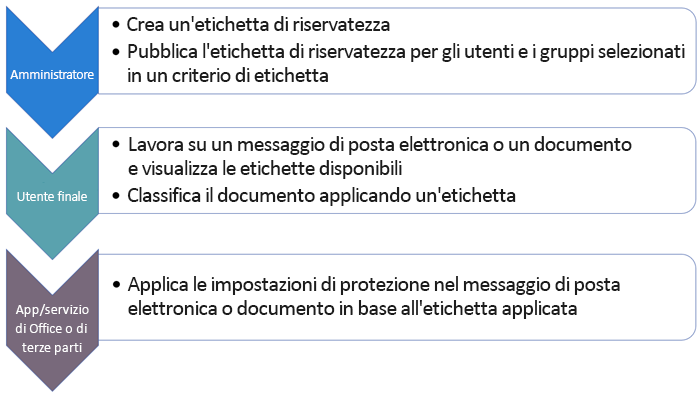 Amministratore
• Crea un'etichetta di riservatezza
• Pubblica l'etichetta di riservatezza per gli utenti e i gruppi selezionati
in un criterio di etichetta
Utente finale
• Lavora su un messaggio di posta elettronica o un documento
e visualizza le etichette disponibili
• Classifica il documento applicando un'etichetta
App/servizio
di Office o di
terze parti
• Applica le impostazioni di protezione nel messaggio di posta
elettronica o documento in base all'etichetta applicata